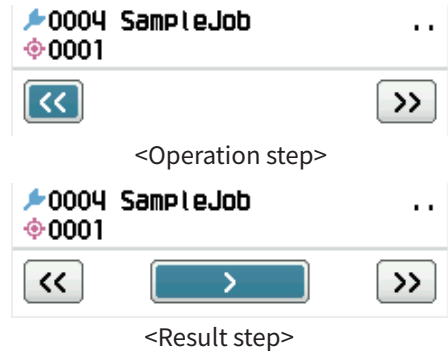 0004 SampleJob ..
0001
<< >>
<Operation step>
0004 SampleJob ..
0001
<< > >>
<Result step>